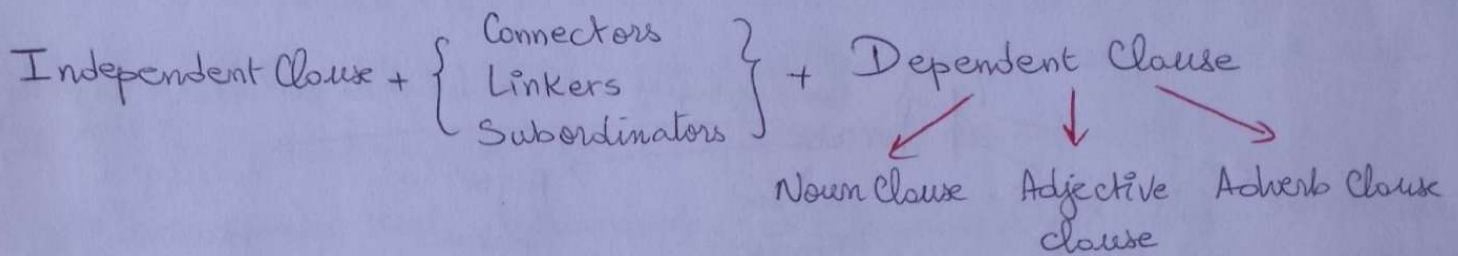 Independent Clause + { Connectors
Linkers
Subordinators } + Dependent Clause
Noun Clause Adjective clause Adverb Clause